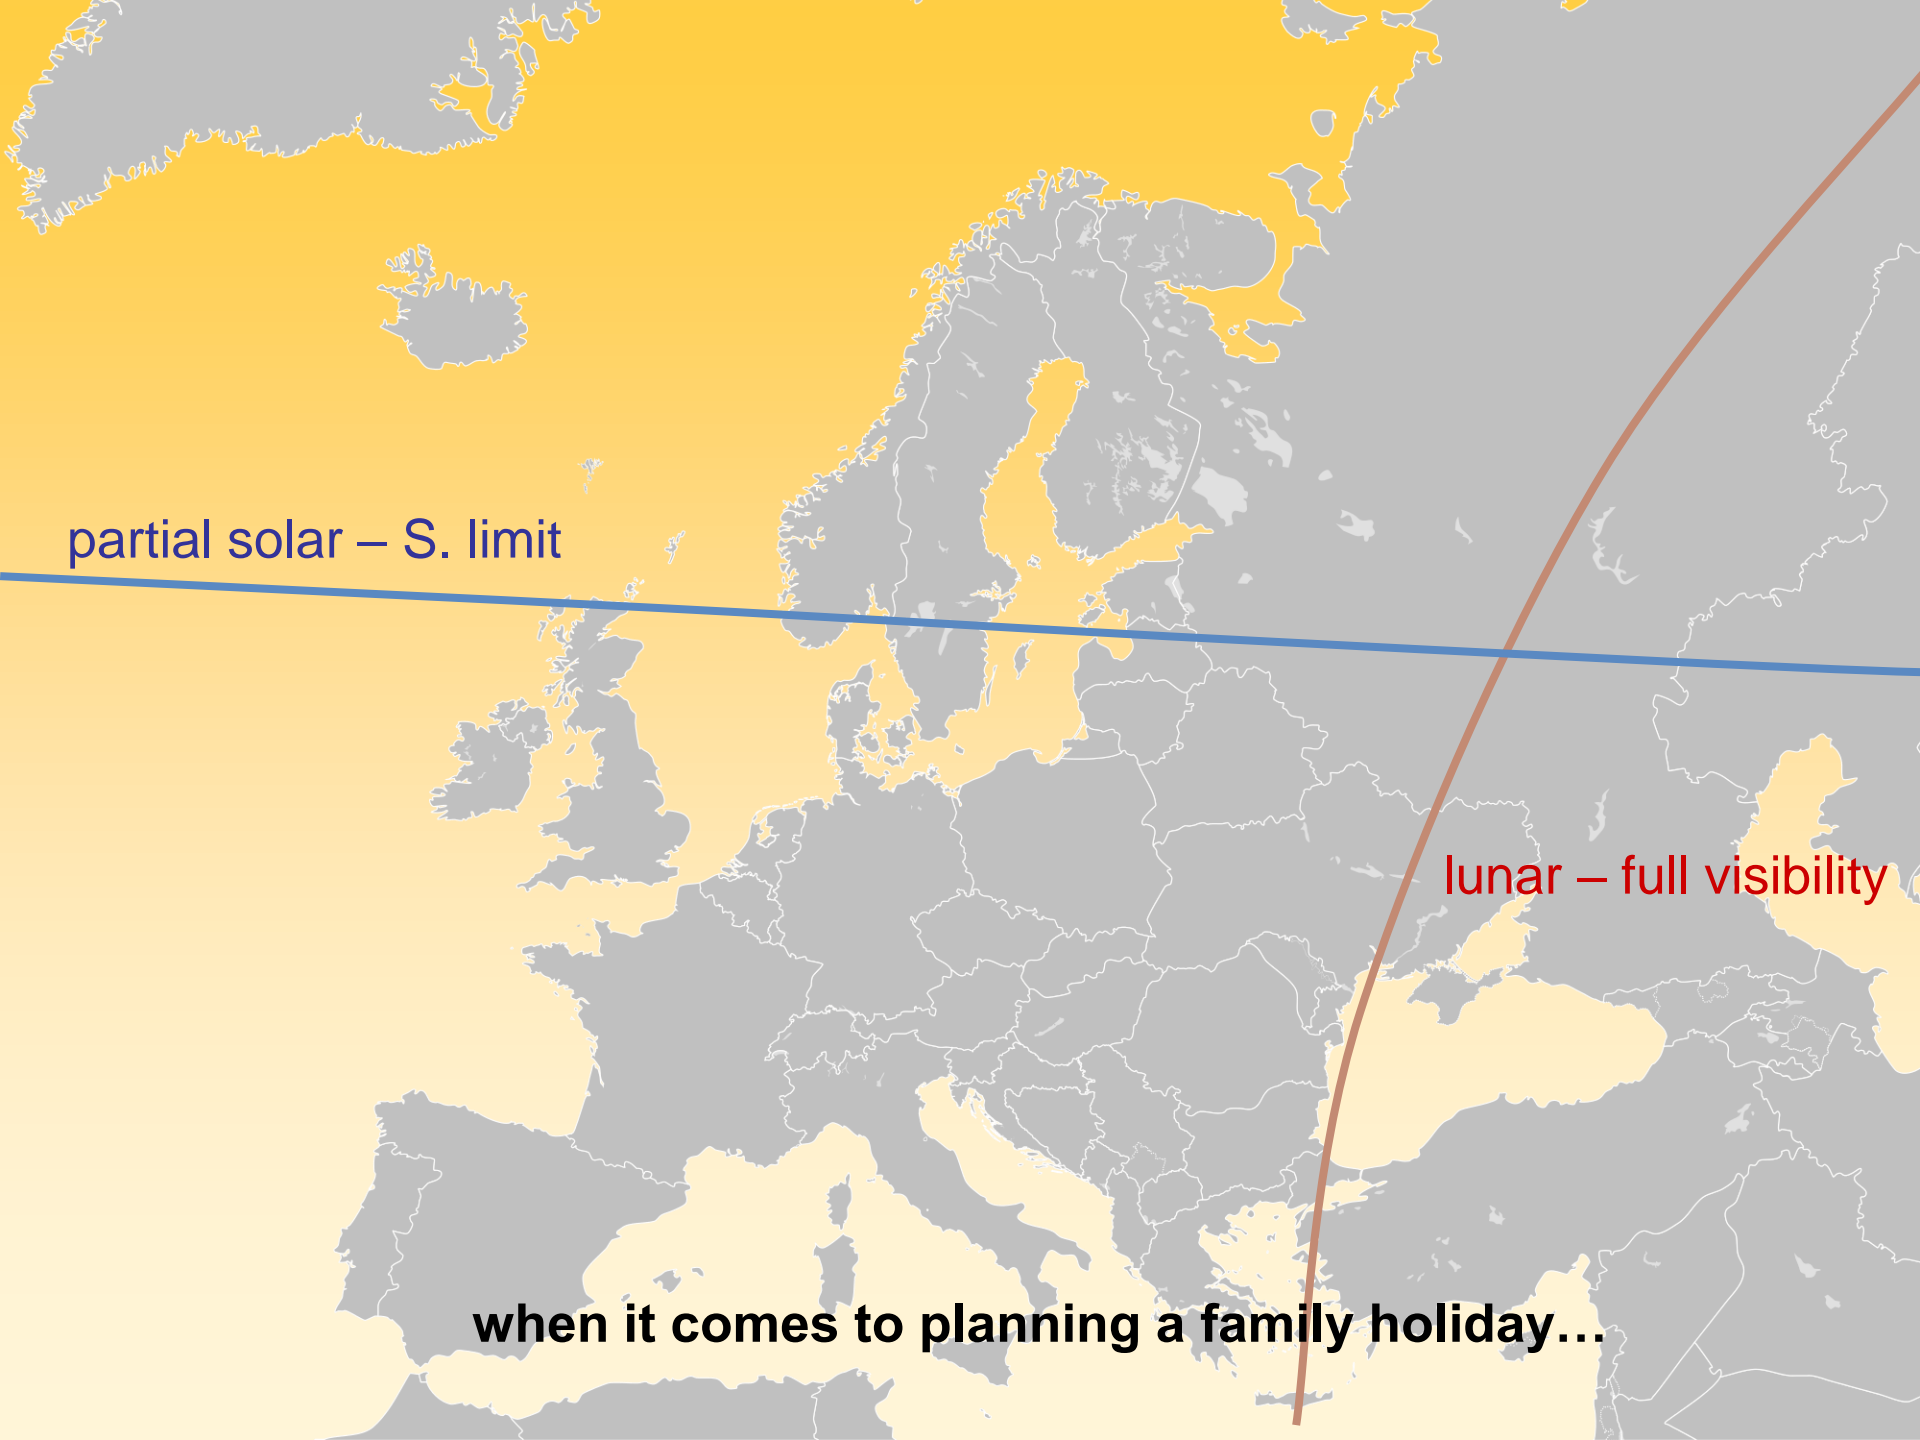 partial solar – S. limit
lunar – full visibility
when it comes to planning a family holiday…